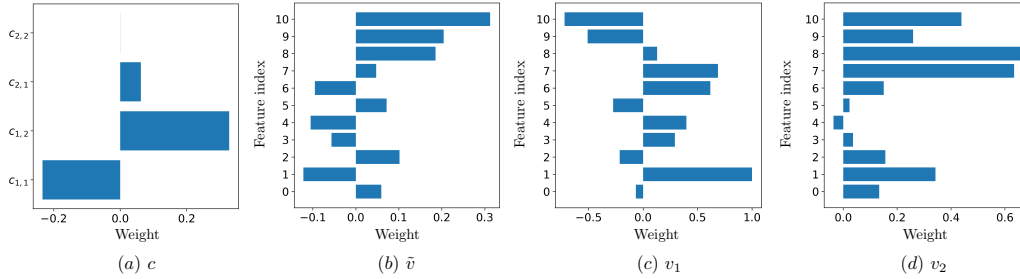 c2,2
c2,1
c1,2
c1,1
−0.2 0.0 0.2
Weight
(a) c
Feature index
10
9
8
7
6
5
4
3
2
1
0
−0.1 0.0 0.1 0.2 0.3
Weight
(b) ṽ
Feature index
10
9
8
7
6
5
4
3
2
1
0
−0.5 0.0 0.5 1.0
Weight
(c) v1
Feature index
10
9
8
7
6
5
4
3
2
1
0
0.0 0.2 0.4 0.6
Weight
(d) v2